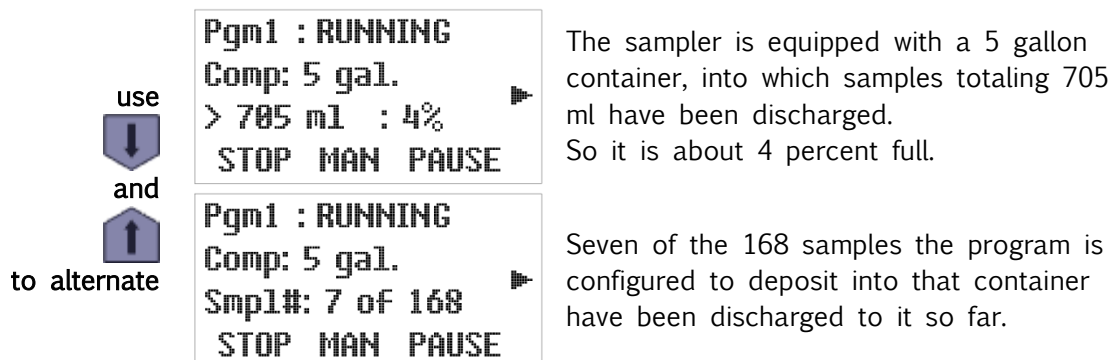 Pgm1 : RUNNING
Comp: 5 gal.
> 705 ml : 4%
STOP MAN PAUSE
The sampler is equipped with a 5 gallon
container, into which samples totaling 705
ml have been discharged.
So it is about 4 percent full.
use
and
to alternate
Pgm1 : RUNNING
Comp: 5 gal.
Smpl#: 7 of 168
STOP MAN PAUSE
Seven of the 168 samples the program is
configured to deposit into that container
have been discharged to it so far.